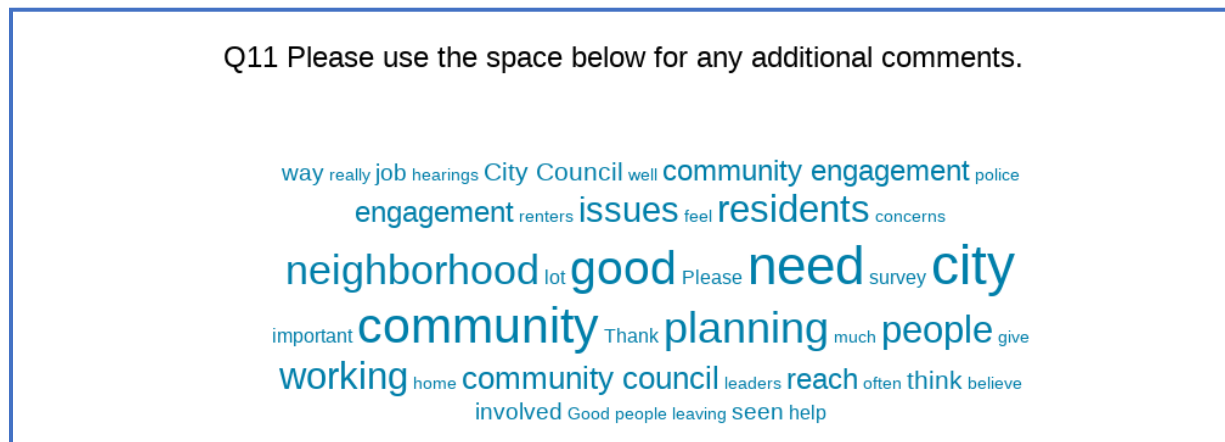 Q11 Please use the space below for any additional comments.
way really job hearings City Council well community engagement police
engagement renters issues feel residents concerns
neighborhood lot good Please need survey city
important community Thank planning much people give
working home community council leaders reach often think believe
involved Good people leaving seen help